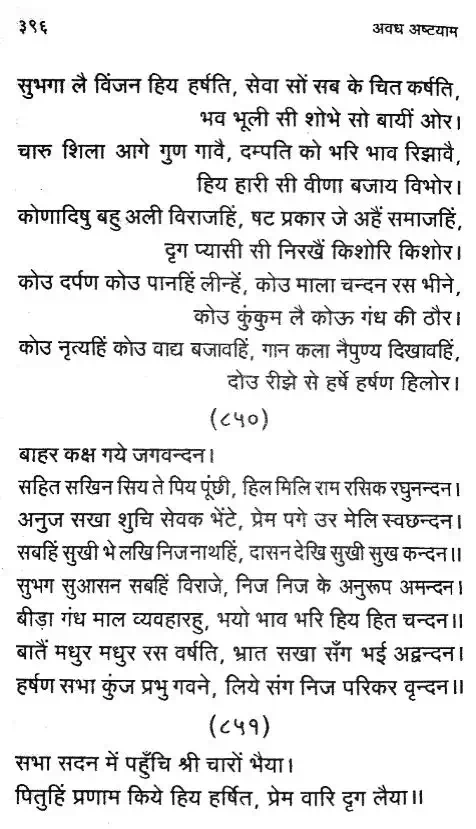 ३९६ अवध अष्टयाम
सुभगा लै विंजन हिय हर्षति, सेवा सों सब के चित कर्षति,
भव भूली सी शोभे सो बायीं ओर।
चारु शिला आगे गुण गावै, दम्पति को भरि भाव रिझावै,
हिय हारी सी वीणा बजाय विभोर।
कोणादिषु बहु अली विराजहिं, षट प्रकार जे अहैं समाजहिं,
दृग प्यासी सी निरखैं किशोरि किशोर।
कोउ दर्पण कोउ पानहिं लीन्हें, कोउ माला चन्दन रस भीने,
कोउ कुंकुम लै कोऊ गंध की ठौर।
कोउ नृत्यहिं कोउ वाद्य बजावहिं, गान कला नैपुण्य दिखावहिं,
दोउ रीझे से हर्षे हर्षण हिलोर।
(८५०)
बाहर कक्ष गये जगवन्दन।
सहित सखिन सिय ते पिय पूंछी, हिल मिलि राम रसिक रघुनन्दन।
अनुज सखा शुचि सेवक भेंटे, प्रेम पगे उर मेलि स्वछन्दन।
सबहिं सुखी भे लखि निज नाथहिं, दासन देखि सुखी सुख कन्दन॥
सुभग सुआसन सबहिं विराजे, निज निज के अनुरूप अमन्दन।
बीड़ा गंध माल व्यवहारहु, भयो भाव भरि हिय हित चन्दन॥
बातैं मधुर मधुर रस वर्षति, भ्रात सखा सँग भई अद्वन्दन।
हर्षण सभा कुंज प्रभु गवने, लिये संग निज परिकर वृन्दन॥
(८५१)
सभा सदन में पहुँचि श्री चारों भैया।
पितुहिं प्रणाम किये हिय हर्षित, प्रेम वारि दृग लैया॥